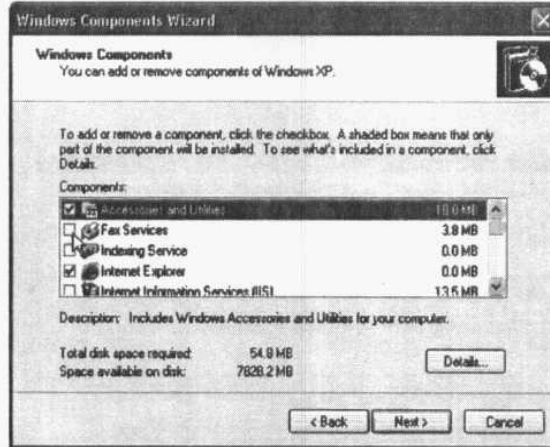 Windows Components Wizard
Windows Components
You can add or remove components of Windows XP.
To add or remove a component, click the checkbox. A shaded box means that only
part of the component will be installed. To see what's included in a component, click
Details.
Components:
Accessories and Utilities 18.0 MB
Fax Services 3.8 MB
Indexing Service 0.0 MB
Internet Explorer 0.0 MB
Internet Information Services (IIS) 13.5 MB
Description: Includes Windows Accessories and Utilities for your computer.
Total disk space required: 54.8 MB
Space available on disk: 7828.2 MB
Details...
< Back Next > Cancel